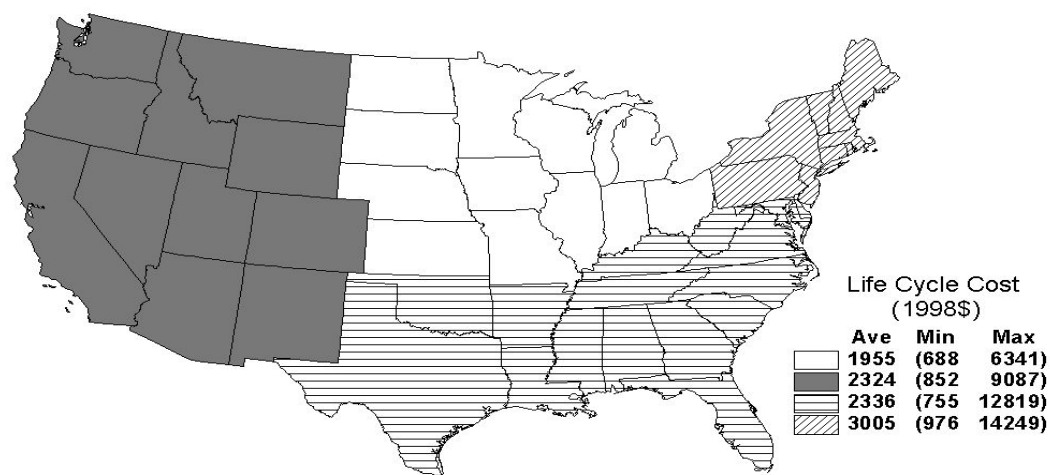 Life Cycle Cost
(1998$)
Ave Min Max
1955 (688 6341)
2324 (852 9087)
2336 (755 12819)
3005 (976 14249)